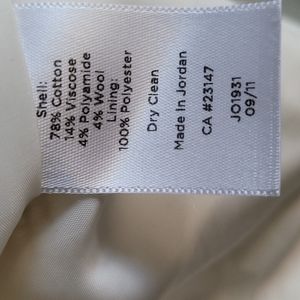 Shell:
78% Cotton
14% Viscose
4% Polyamide
4% Wool
Lining:
100% Polyester
Dry Clean
Made In Jordan
CA #23147
JO1931
09/11